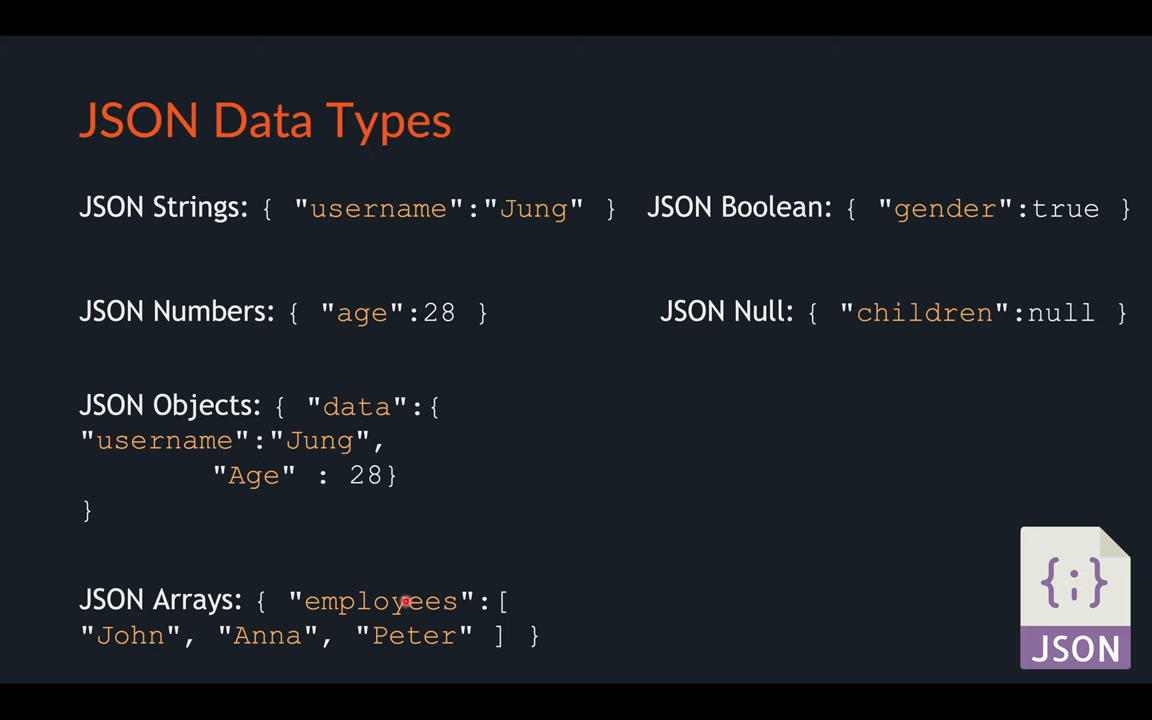 JSON Data Types
JSON Strings: { "username":"Jung" }
JSON Boolean: { "gender":true }
JSON Numbers: { "age":28 }
JSON Null: { "children":null }
JSON Objects: { "data":{
"username":"Jung",
"Age" : 28}
}
JSON Arrays: { "employees":[
"John", "Anna", "Peter" ] }
{;}
JSON